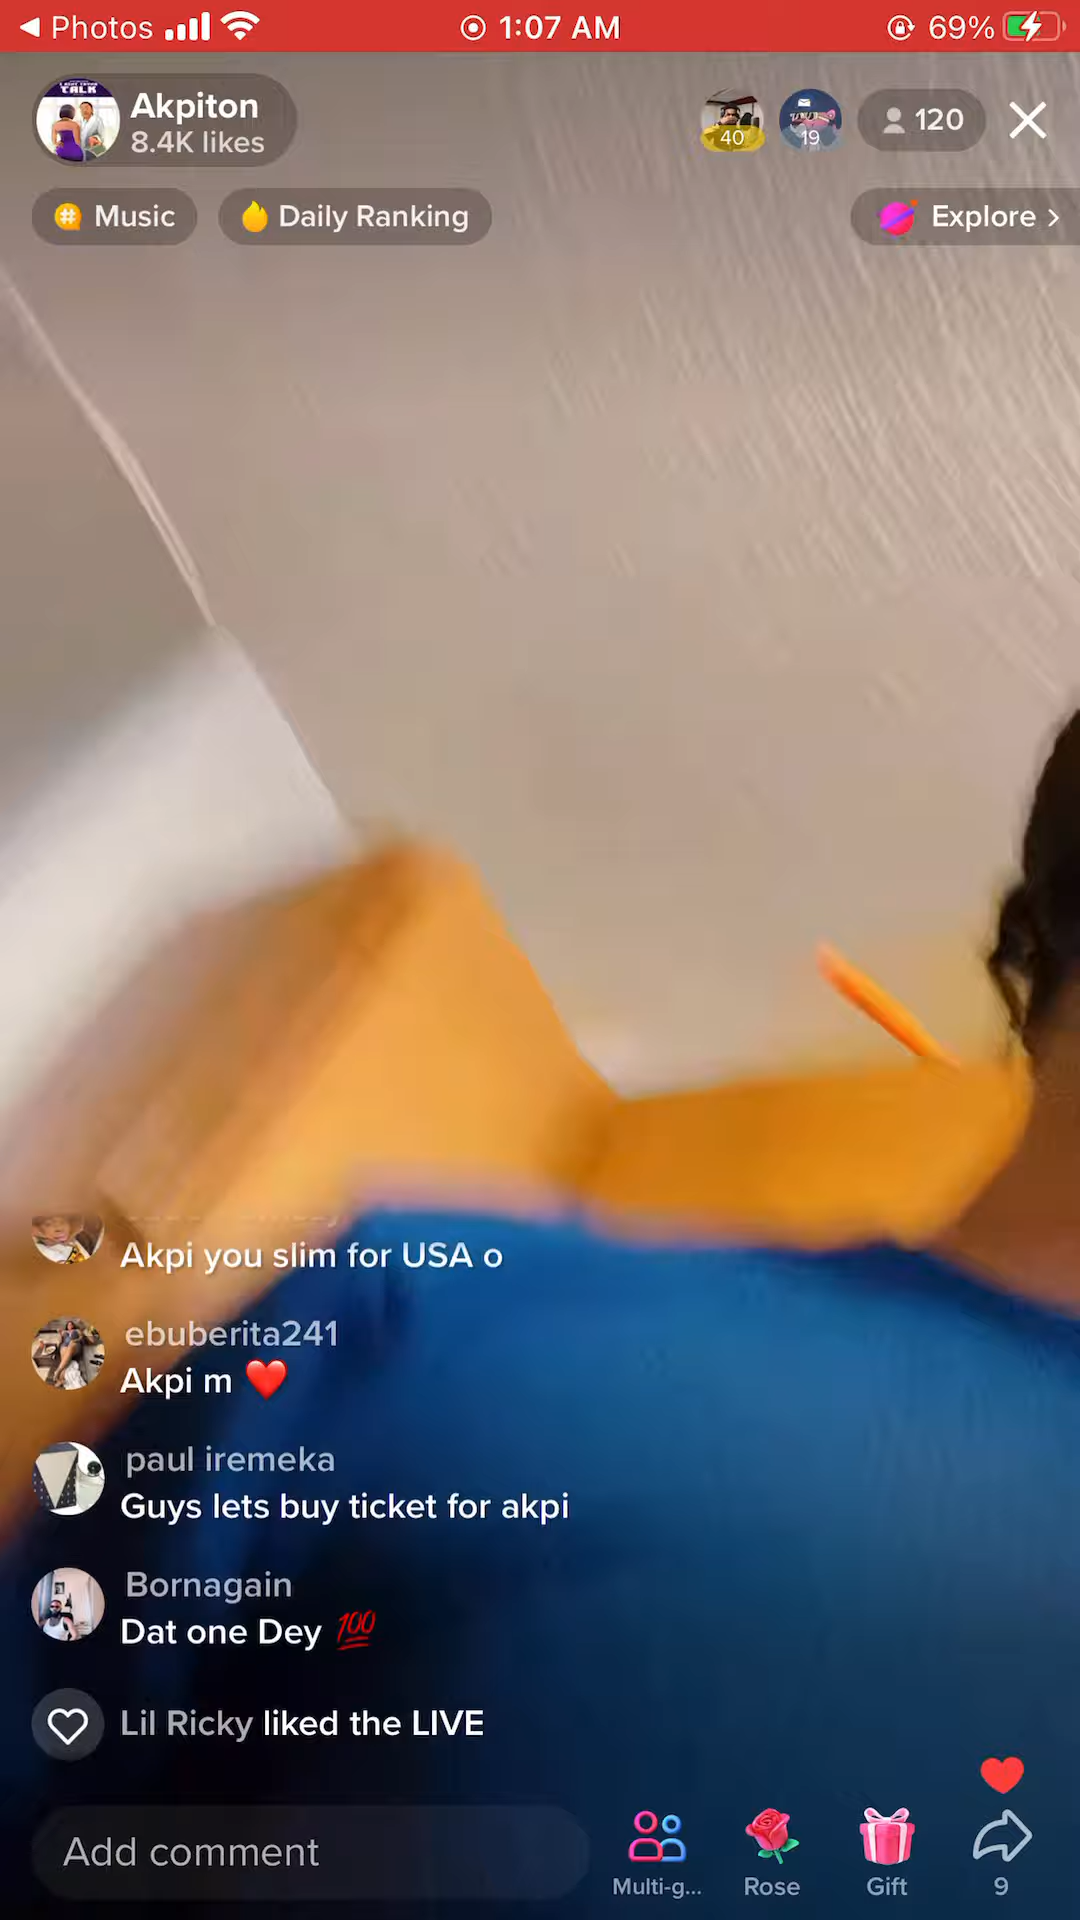 Photos 1:07 AM 69%
TALK
Akpiton
8.4K likes
40
19
120
Music
Daily Ranking
Explore >
Akpi you slim for USA o
ebuberita241
Akpi m ❤️
paul iremeka
Guys lets buy ticket for akpi
Bornagain
Dat one Dey 💯
Lil Ricky liked the LIVE
Add comment
Multi-g...
Rose
Gift
9